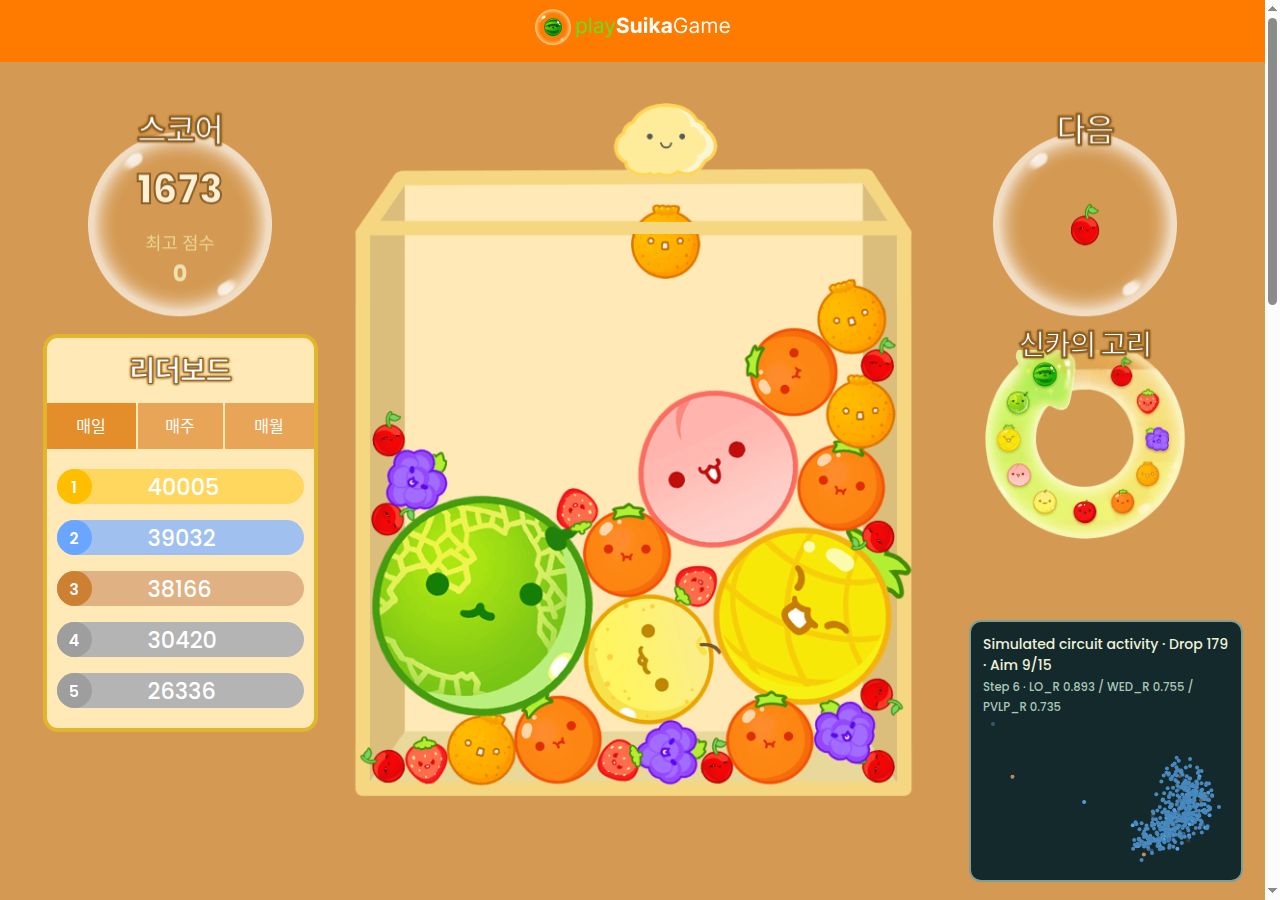 playSuikaGame
스코어
1673
최고 점수
0
리더보드
매일 매주 매월
1 40005
2 39032
3 38166
4 30420
5 26336
다음
신카의 고리
Simulated circuit activity · Drop 179
· Aim 9/15
Step 6 · LO_R 0.893 / WED_R 0.755 /
PVLP_R 0.735